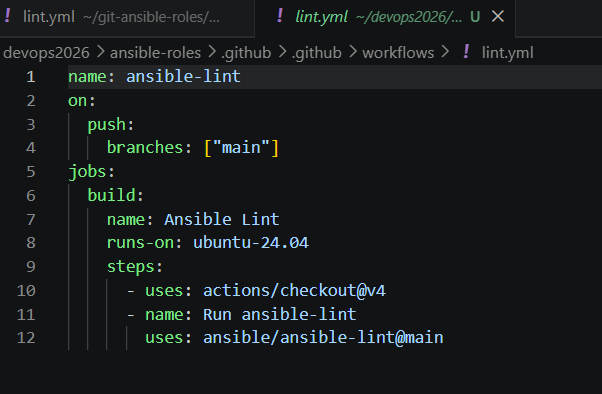 ! lint.yml ~/git-ansible-roles/... ! lint.yml ~/devops2026/... U ×
devops2026 > ansible-roles > .github > .github > workflows > ! lint.yml
1 name: ansible-lint
2 on:
3   push:
4     branches: ["main"]
5 jobs:
6   build:
7     name: Ansible Lint
8     runs-on: ubuntu-24.04
9     steps:
10       - uses: actions/checkout@v4
11       - name: Run ansible-lint
12         uses: ansible/ansible-lint@main